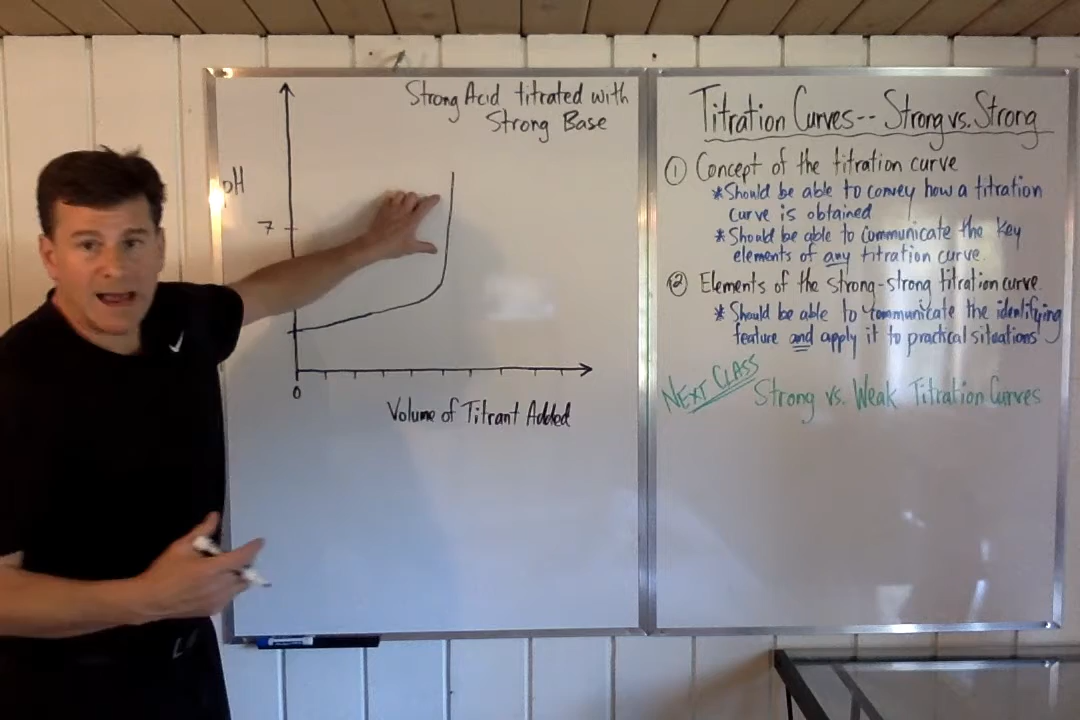 Strong Acid titrated with
Strong Base
pH
7
0
Volume of Titrant Added
Titration Curves-- Strong vs. Strong
① Concept of the titration curve
*Should be able to convey how a titration
curve is obtained
*Should be able to communicate the key
elements of any titration curve.
② Elements of the strong-strong titration curve.
*Should be able to communicate the identifying
feature and apply it to practical situations
NEXT CLASS Strong vs. Weak Titration Curves